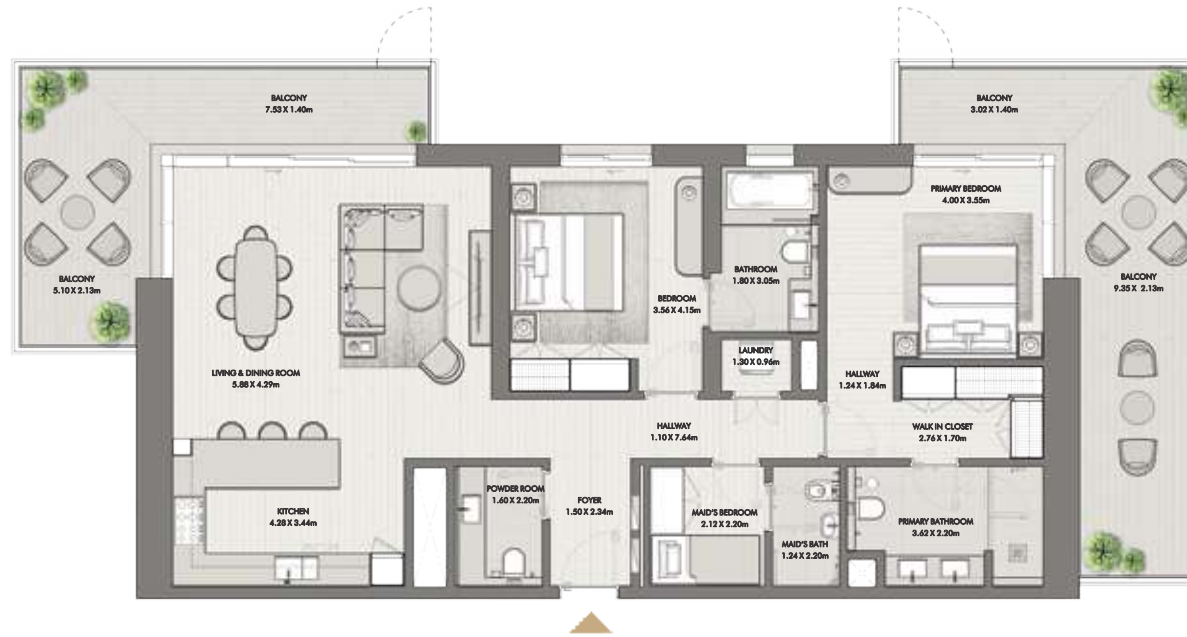 BALCONY
7.53 X 1.40m
BALCONY
3.02 X 1.40m
PRIMARY BEDROOM
4.00 X 3.55m
BATHROOM
1.80 X 3.05m
BALCONY
5.10 X 2.13m
BALCONY
9.35 X 2.13m
BEDROOM
3.56 X 4.15m
LAUNDRY
1.30 X 0.96m
LIVING & DINING ROOM
5.88 X 4.29m
HALLWAY
1.24 X 1.84m
HALLWAY
1.10 X 7.64m
WALK IN CLOSET
2.76 X 1.70m
POWDER ROOM
1.60 X 2.20m
FOYER
1.50 X 2.34m
KITCHEN
4.28 X 3.44m
MAID'S BEDROOM
2.12 X 2.20m
PRIMARY BATHROOM
3.62 X 2.20m
MAID'S BATH
1.24 X 2.20m